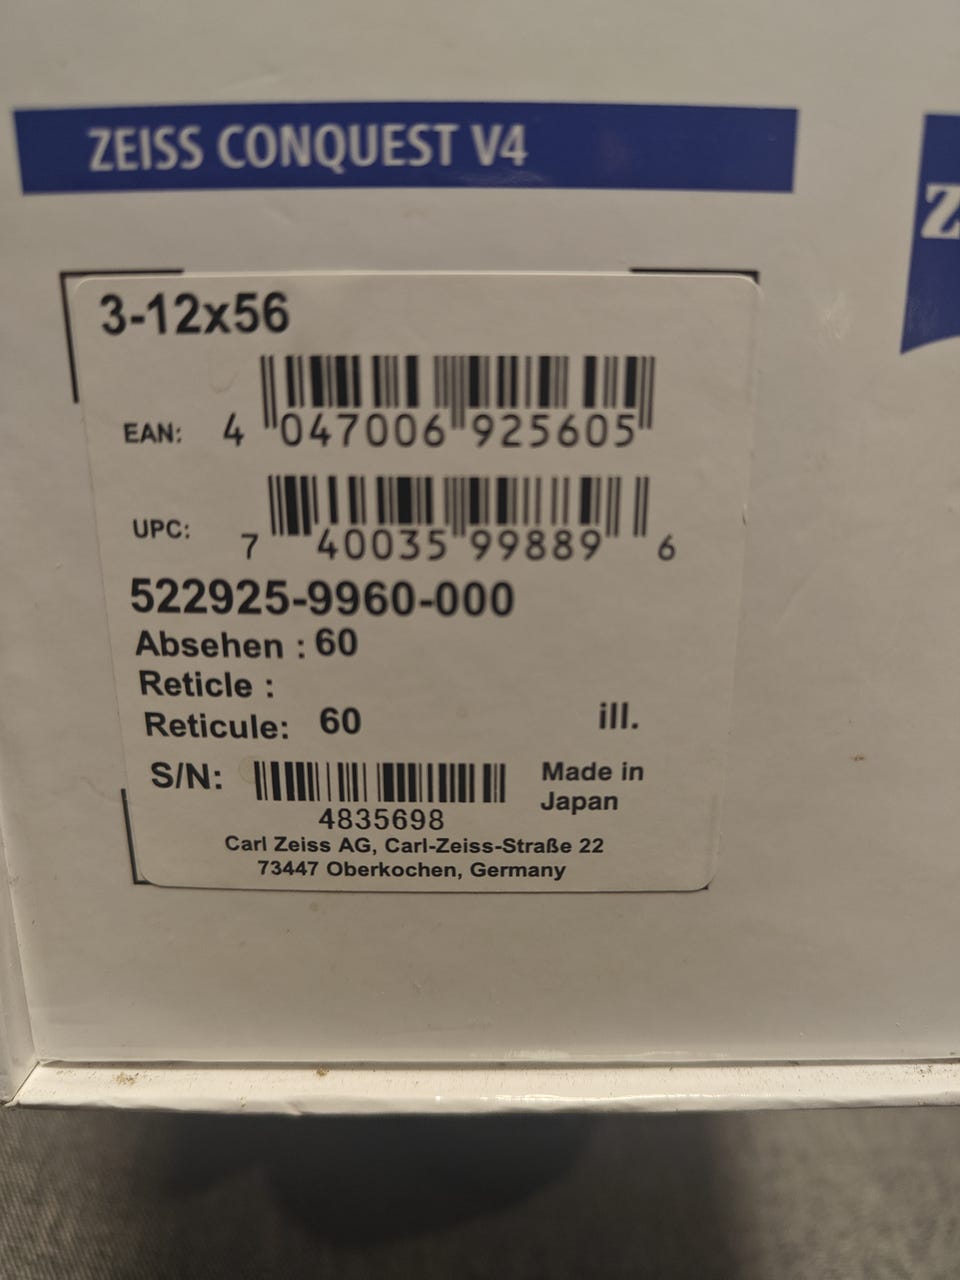 ZEISS CONQUEST V4
Z
3-12x56
EAN: 4 047006 925605
UPC: 7 40035 99889 6
522925-9960-000
Absehen : 60
Reticle :
Reticule: 60 ill.
S/N: Made in
Japan
4835698
Carl Zeiss AG, Carl-Zeiss-Straße 22
73447 Oberkochen, Germany